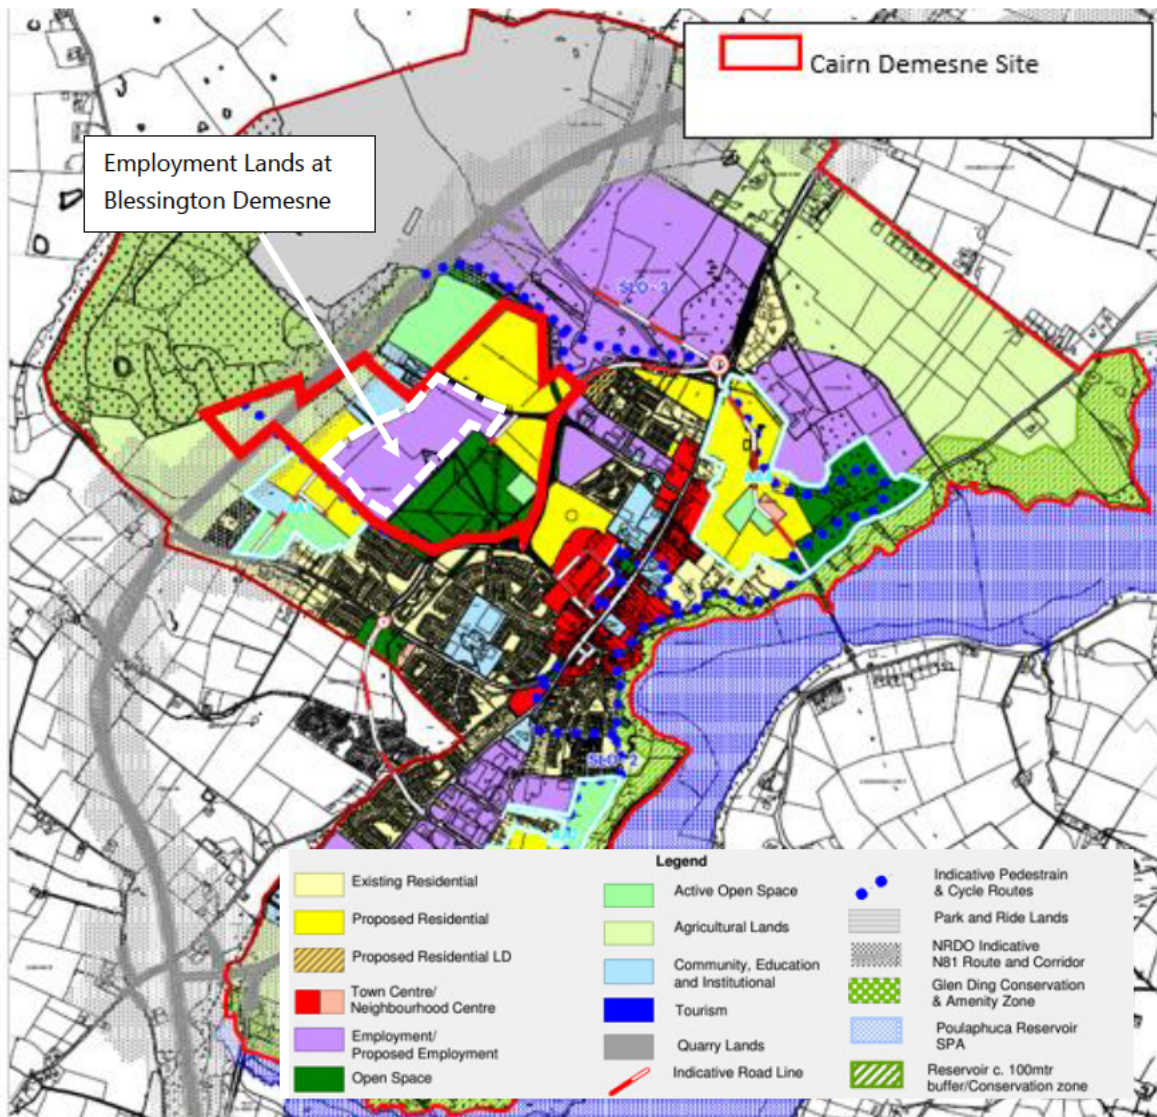 Cairn Demesne Site
Employment Lands at
Blessington Demesne
SLO - 3
AA1
SLO - 2
Legend
Existing Residential
Proposed Residential
Proposed Residential LD
Town Centre/
Neighbourhood Centre
Employment/
Proposed Employment
Open Space
Active Open Space
Agricultural Lands
Community, Education
and Institutional
Tourism
Quarry Lands
Indicative Road Line
Indicative Pedestrain
& Cycle Routes
Park and Ride Lands
NRDO Indicative
N81 Route and Corridor
Glen Ding Conservation
& Amenity Zone
Poulaphuca Reservoir
SPA
Reservoir c. 100mtr
buffer/Conservation zone